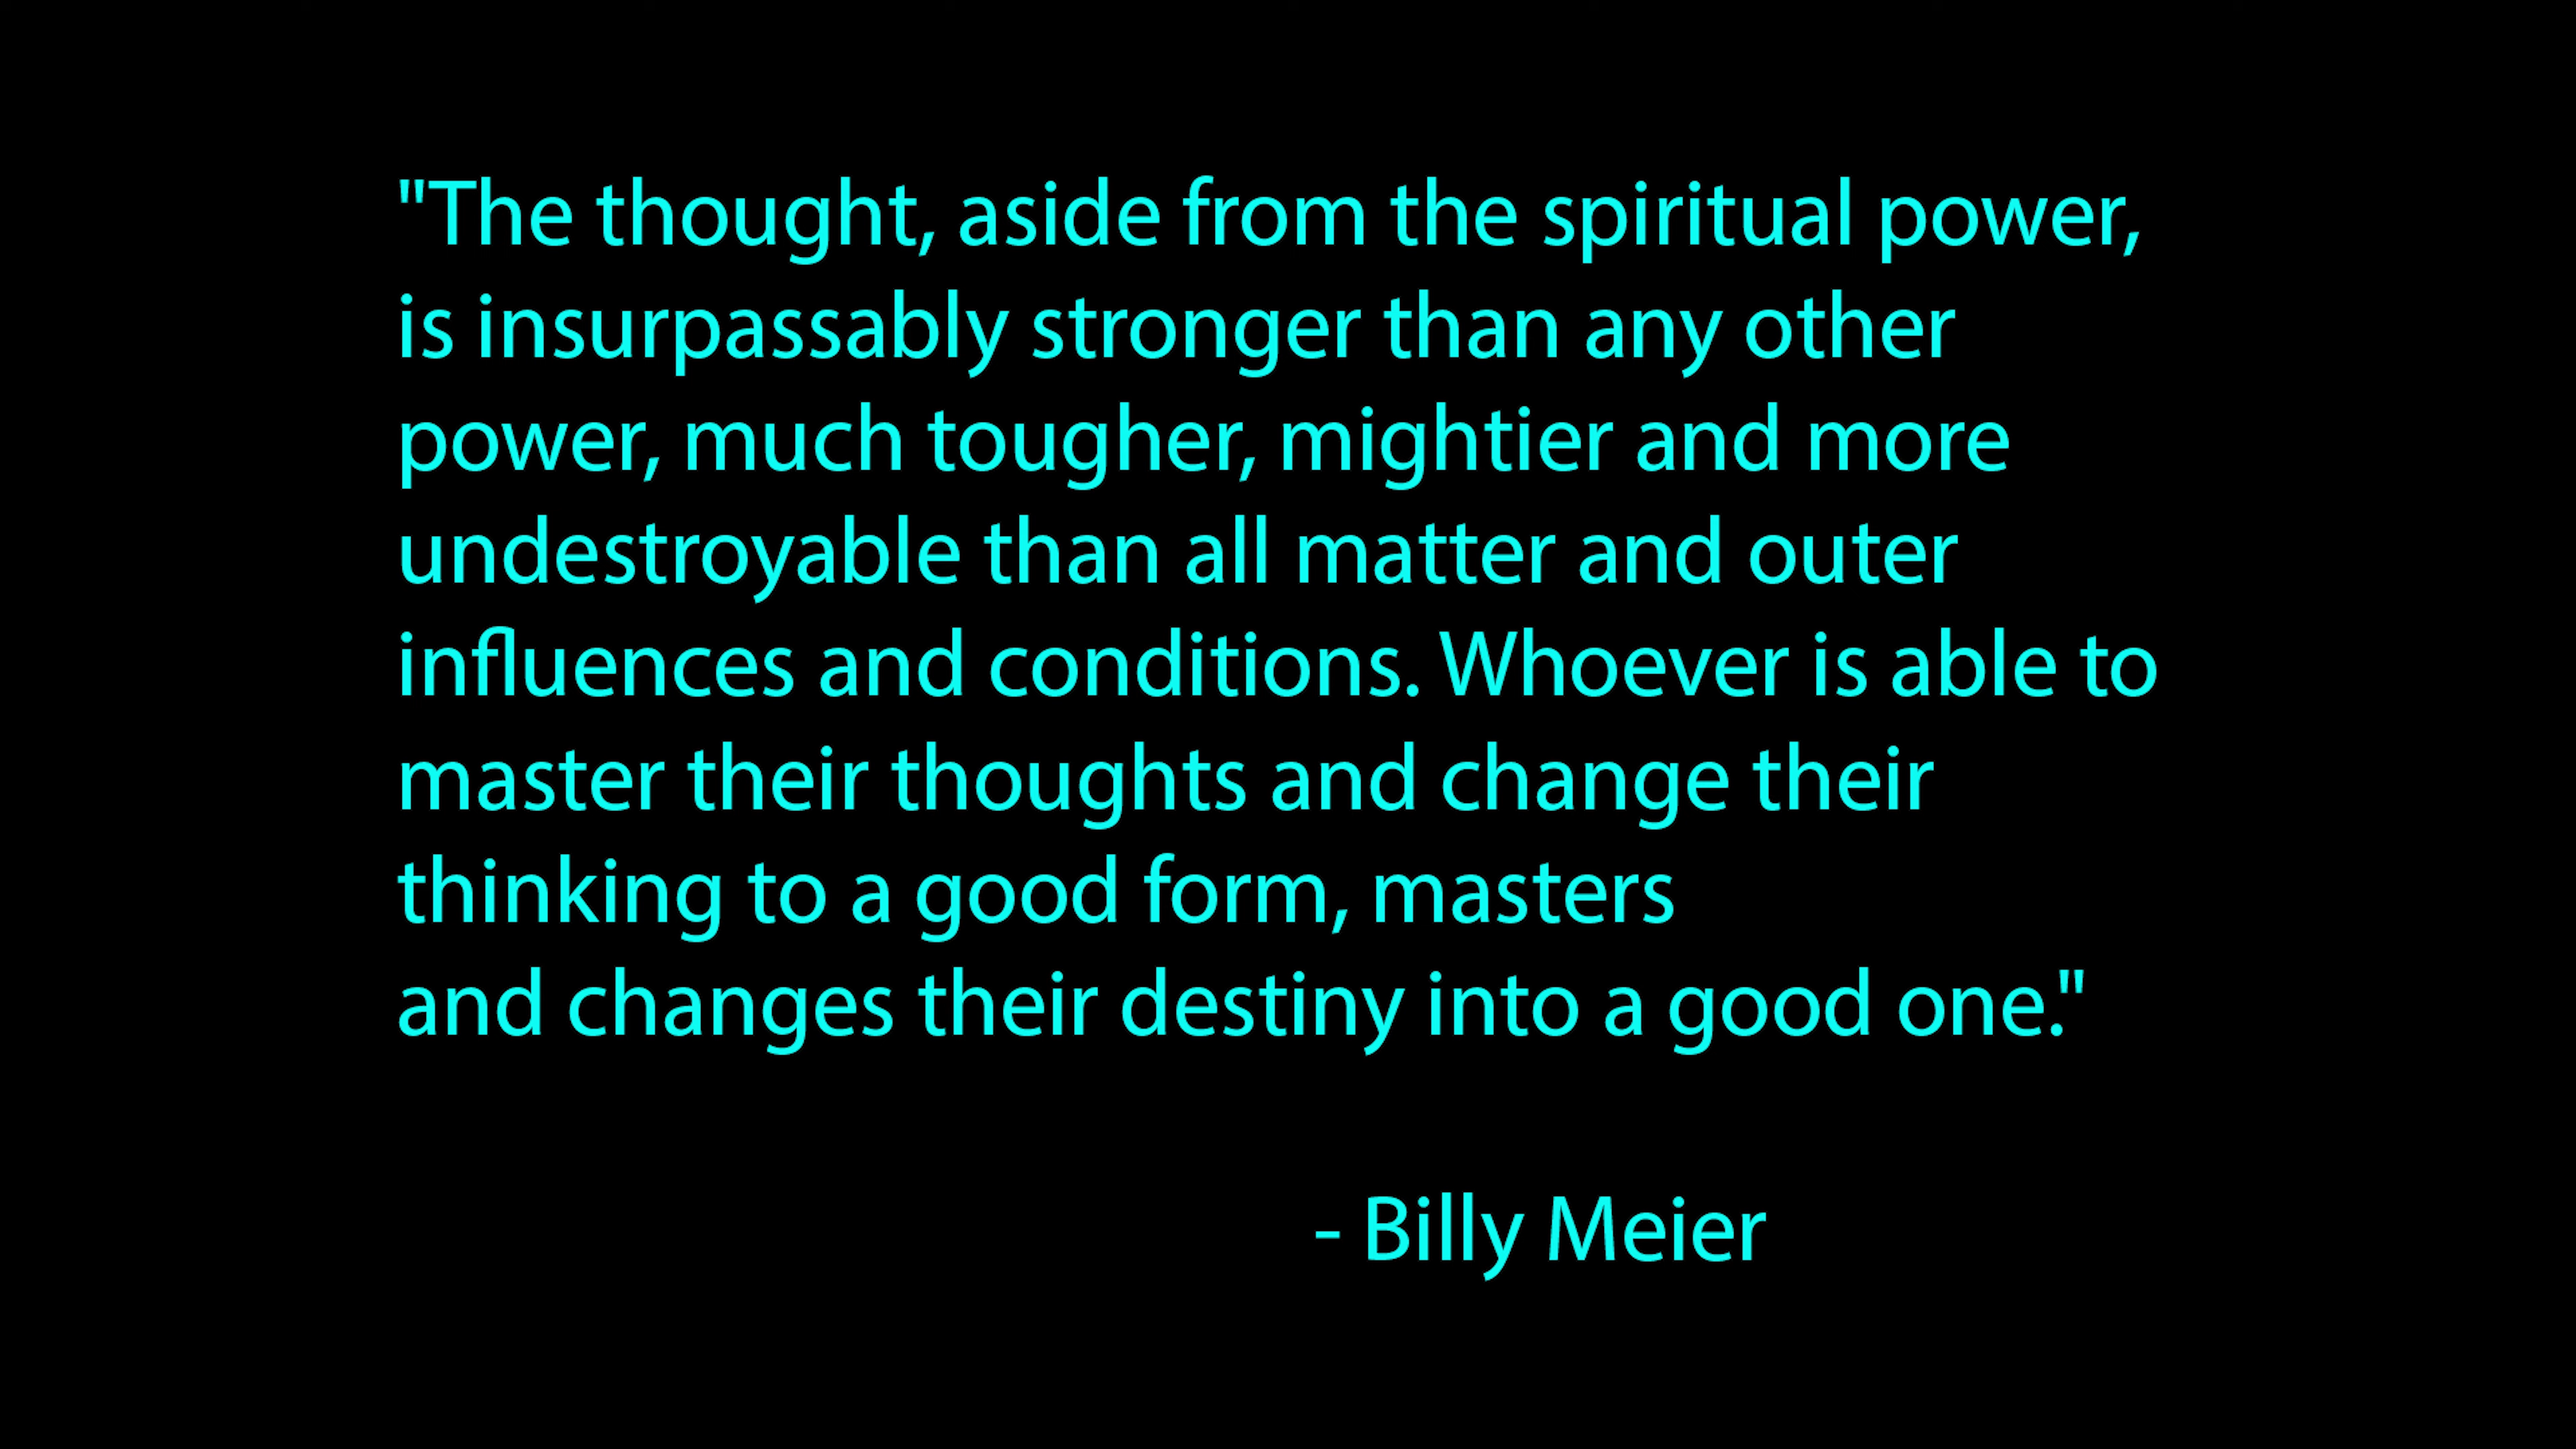 "The thought, aside from the spiritual power,
is insurpassably stronger than any other
power, much tougher, mightier and more
undestroyable than all matter and outer
influences and conditions. Whoever is able to
master their thoughts and change their
thinking to a good form, masters
and changes their destiny into a good one."
- Billy Meier